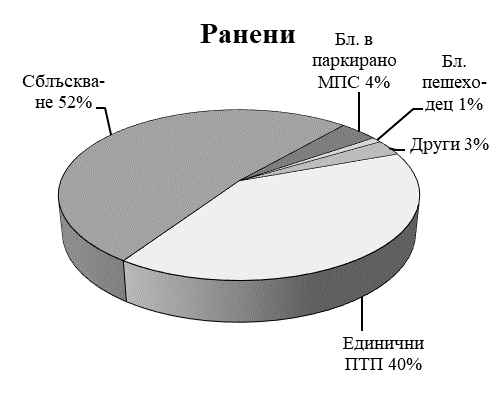 Ранени
Сблъсква-
не 52%
Бл. в
паркирано
МПС 4%
Бл.
пешехо-
дец 1%
Други 3%
Единични
ПТП 40%